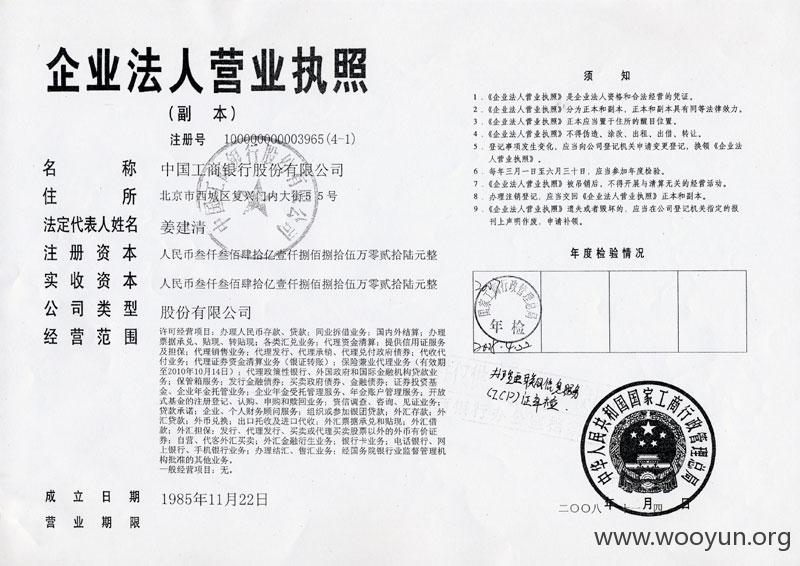 企业法人营业执照
(副 本)
注册号 100000000003965(4-1)
名 称 中国工商银行股份有限公司
住 所 北京市西城区复兴门内大街55号
法定代表人姓名 姜建清
注册资本 人民币叁仟叁佰肆拾亿壹仟捌佰捌拾伍万零贰拾陆元整
实收资本 人民币叁仟叁佰肆拾亿壹仟捌佰捌拾伍万零贰拾陆元整
公司类型 股份有限公司
经营范围 许可经营项目:办理人民币存款、贷款;同业拆借业务;国内外结算;办理
票据承兑、贴现、转贴现;各类汇兑业务;代理资金清算;提供信用证服务
及担保;代理销售业务;代理发行、代理承销、代理兑付政府债券;代收代
付业务;代理证券资金清算业务(银证转账);保险兼业代理业务(有效期
至2010年10月14日);代理政策性银行、外国政府和国际金融机构贷款业
务;保管箱服务;发行金融债券;买卖政府债券、金融债券;证券投资基
金、企业年金托管业务;企业年金受托管理服务、年金账户管理服务;开放
式基金的注册登记、认购、申购和赎回业务;资信调查、咨询、见证业务;
贷款承诺;企业、个人财务顾问服务;组织或参加银团贷款;外汇存款;外汇
贷款;外币兑换;出口托收及进口代收;外汇票据承兑和贴现;外汇借款;
外汇担保;发行、代理发行、买卖或代理买卖股票以外的外币有价证
券;自营、代客外汇买卖;外汇金融衍生业务;银行卡业务;电话银行、网
上银行、手机银行业务;办理结汇、售汇业务;经国务院银行业监督管理机
构批准的其他业务。
一般经营项目:无。
成立日期 1985年11月22日
营业期限
须 知
1.《企业法人营业执照》是企业法人资格和合法经营的凭证。
2.《企业法人营业执照》分为正本和副本,正本和副本具有同等法律效力。
3.《企业法人营业执照》正本应当置于住所的醒目位置。
4.《企业法人营业执照》不得伪造、涂改、出租、出借、转让。
5.登记事项发生变化,应当向公司登记机关申请变更登记,换领《企业法
人营业执照》。
6.每年三月一日至六月三十日,应当参加年度检验。
7.《企业法人营业执照》被吊销后,不得开展与清算无关的经营活动。
8.办理注销登记,应当交回《企业法人营业执照》正本和副本。
9.《企业法人营业执照》遗失或者毁坏的,应当在公司登记机关指定的报
刊上声明作废,申请补领。
年度检验情况
国家工商行政管理总局
年检
(ICP)证年检.
中华人民共和国国家工商行政管理总局
二〇〇八年 月 四日
www.wooyun.org